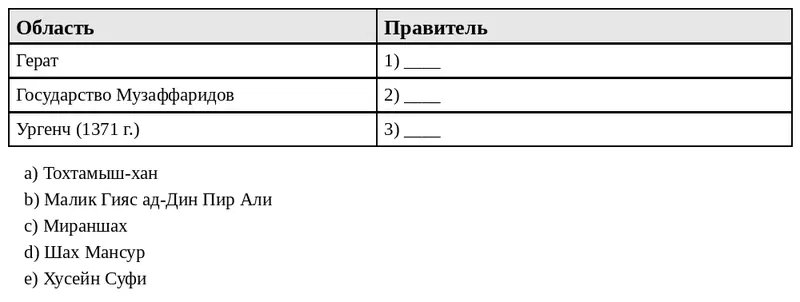 Область Правитель
Герат 1) ____
Государство Музаффаридов 2) ____
Ургенч (1371 г.) 3) ____
a) Тохтамыш-хан
b) Малик Гияс ад-Дин Пир Али
c) Мираншах
d) Шах Мансур
e) Хусейн Суфи